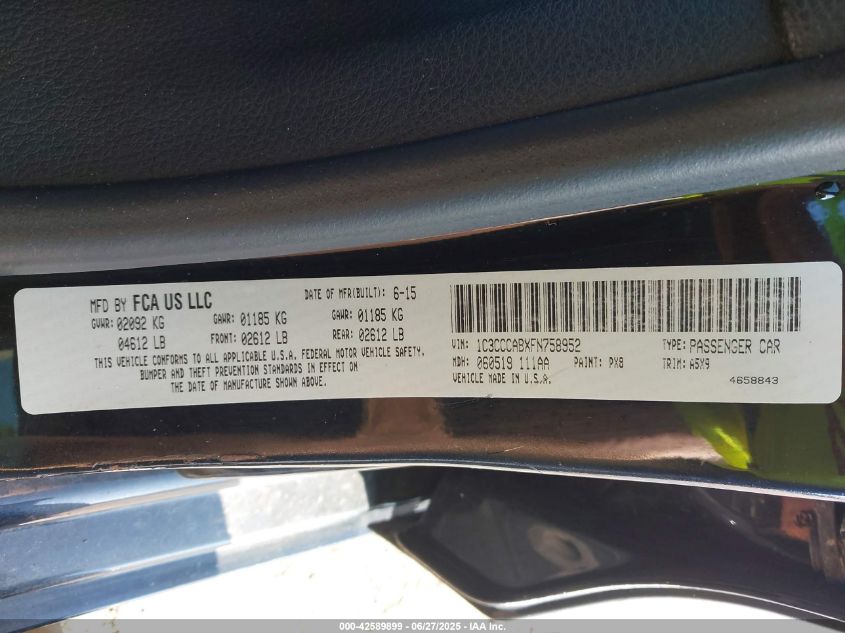 MFD BY FCA US LLC
DATE OF MFR(BUILT): 6-15
GVWR: 02092 KG GAWR: 01185 KG GAWR: 01185 KG
04612 LB FRONT: 02612 LB REAR: 02612 LB
THIS VEHICLE CONFORMS TO ALL APPLICABLE U.S.A. FEDERAL MOTOR VEHICLE SAFETY,
BUMPER AND THEFT PREVENTION STANDARDS IN EFFECT ON
THE DATE OF MANUFACTURE SHOWN ABOVE.
VIN: 1C3CCCABXFN758952 TYPE: PASSENGER CAR
MDH: 060519 111AA PAINT: PX8 TRIM: A5X9
VEHICLE MADE IN U.S.A.
4658843
000-42589899 - 06/27/2025 - IAA Inc.